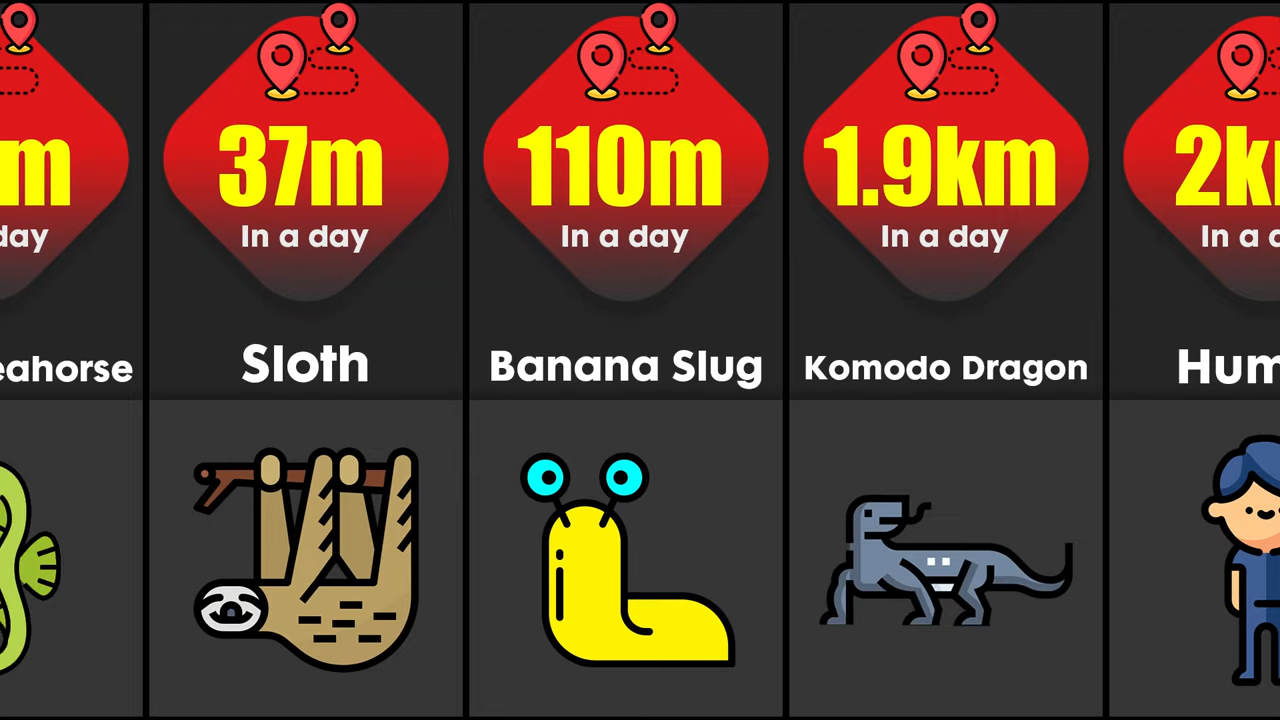 m
day
eahorse
37m
In a day
Sloth
110m
In a day
Banana Slug
1.9km
In a day
Komodo Dragon
2k
In a
Hum